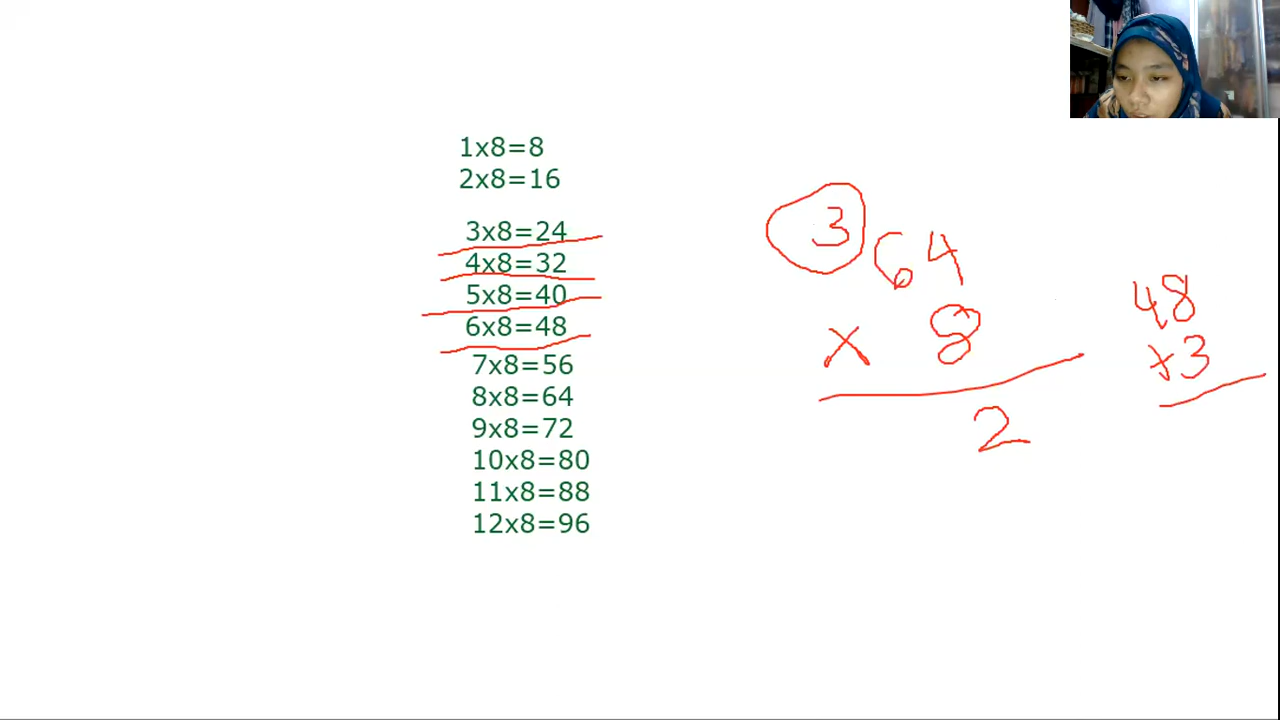 1x8=8
2x8=16
3x8=24
4x8=32
5x8=40
6x8=48
7x8=56
8x8=64
9x8=72
10x8=80
11x8=88
12x8=96
3
64
x 8
2
48
+3